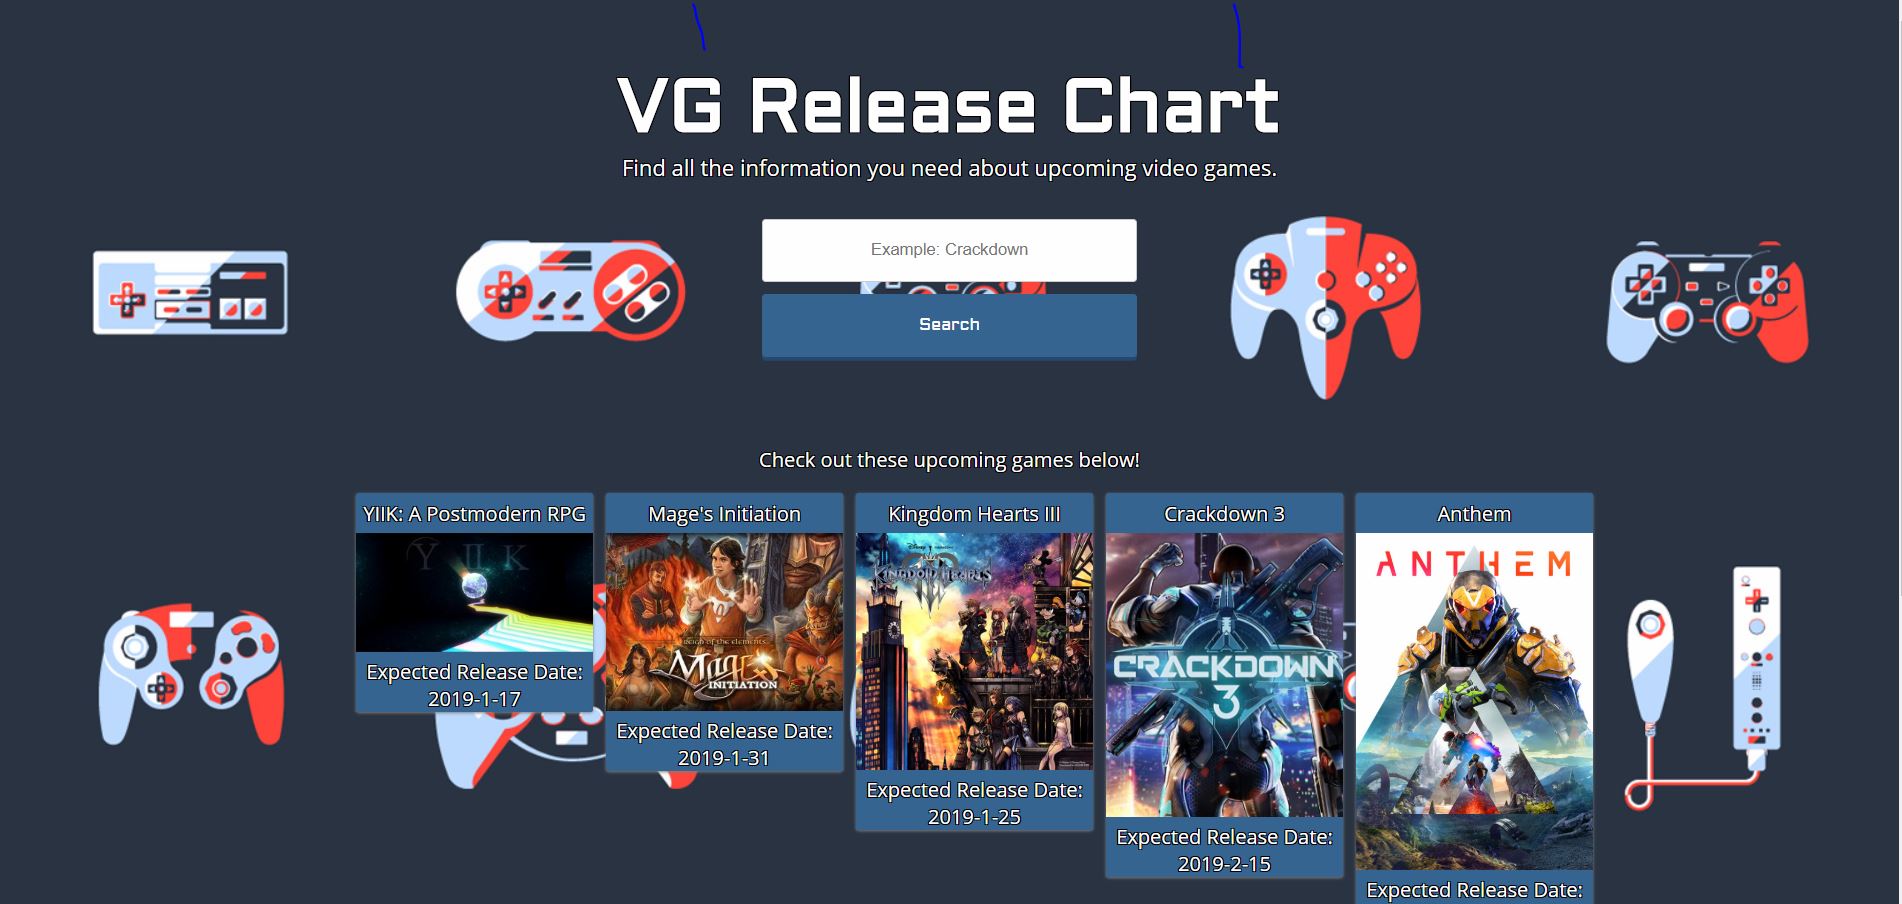 VG Release Chart
Find all the information you need about upcoming video games.
Example: Crackdown
Search
Check out these upcoming games below!
YIIK: A Postmodern RPG
YIIK
Expected Release Date:
2019-1-17
Mage's Initiation
REIGN OF THE ELEMENTS
MAGE'S
INITIATION
Expected Release Date:
2019-1-31
Kingdom Hearts III
Disney
KINGDOM HEARTS
III
Expected Release Date:
2019-1-25
Crackdown 3
CRACKDOWN
3
Expected Release Date:
2019-2-15
Anthem
ANTHEM
Expected Release Date: